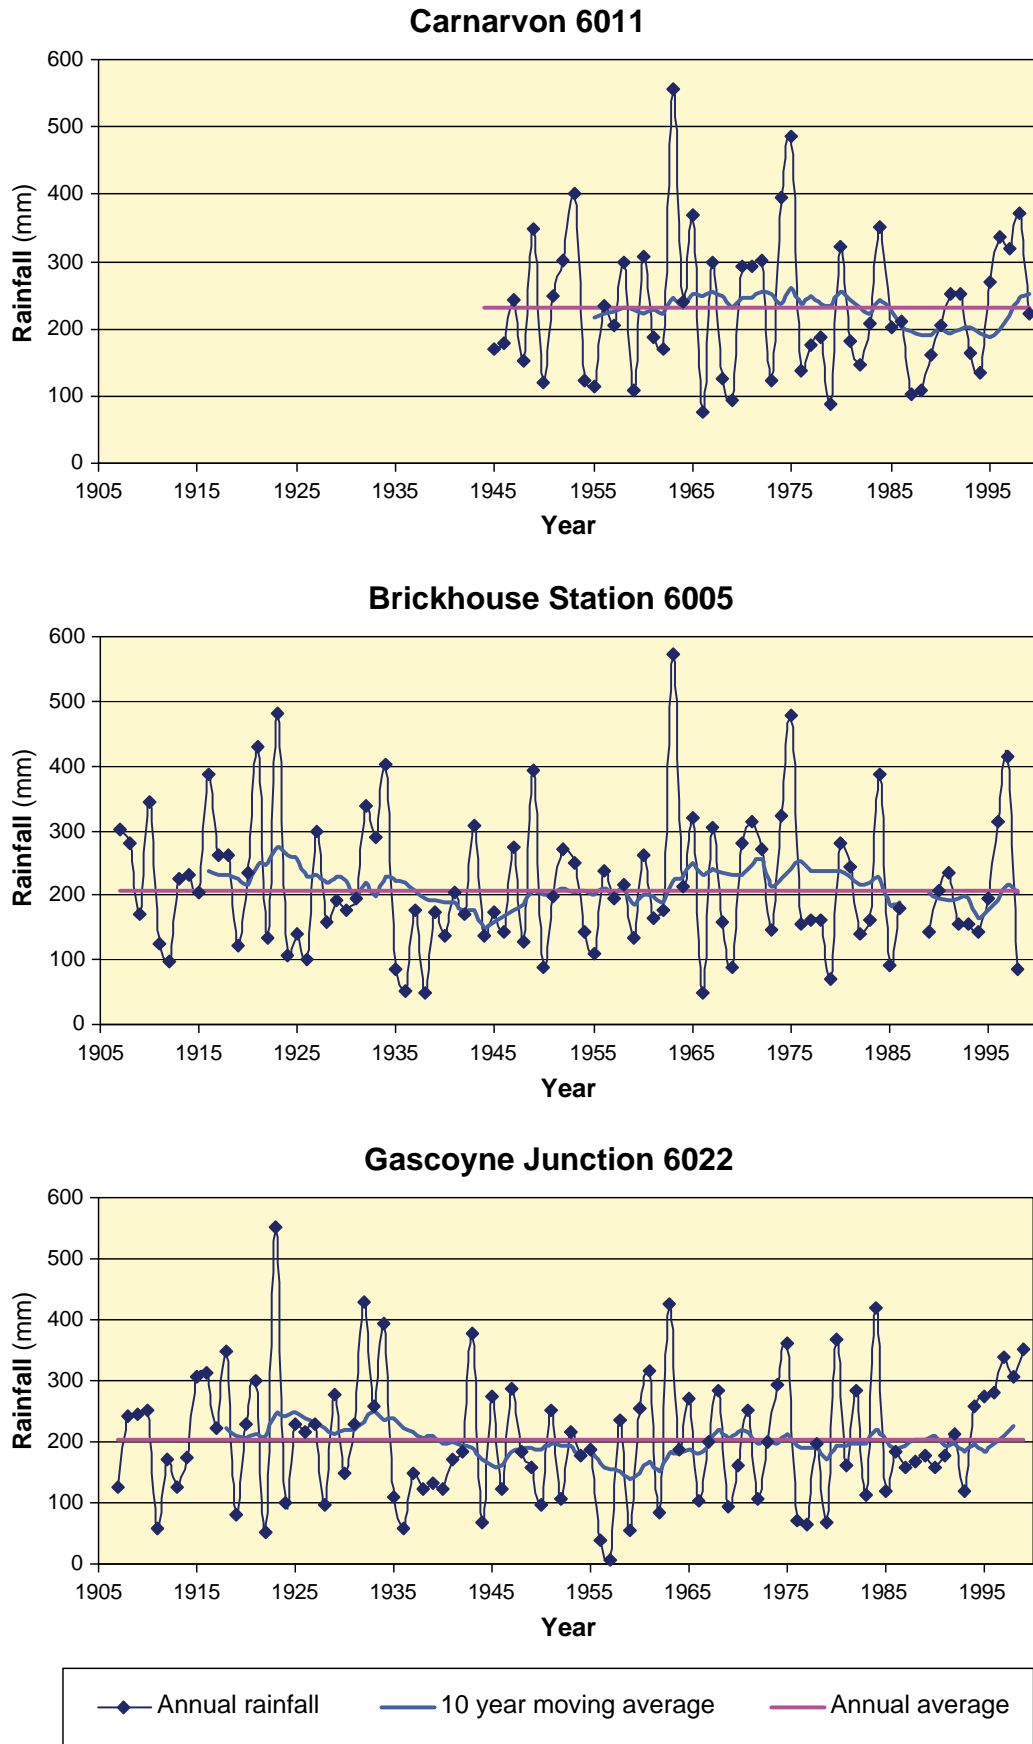 Carnarvon 6011
600
500
400
300
200
100
0
Rainfall (mm)
1905 1915 1925 1935 1945 1955 1965 1975 1985 1995
Year
Brickhouse Station 6005
600
500
400
300
200
100
0
Rainfall (mm)
1905 1915 1925 1935 1945 1955 1965 1975 1985 1995
Year
Gascoyne Junction 6022
600
500
400
300
200
100
0
Rainfall (mm)
1905 1915 1925 1935 1945 1955 1965 1975 1985 1995
Year
Annual rainfall 10 year moving average Annual average